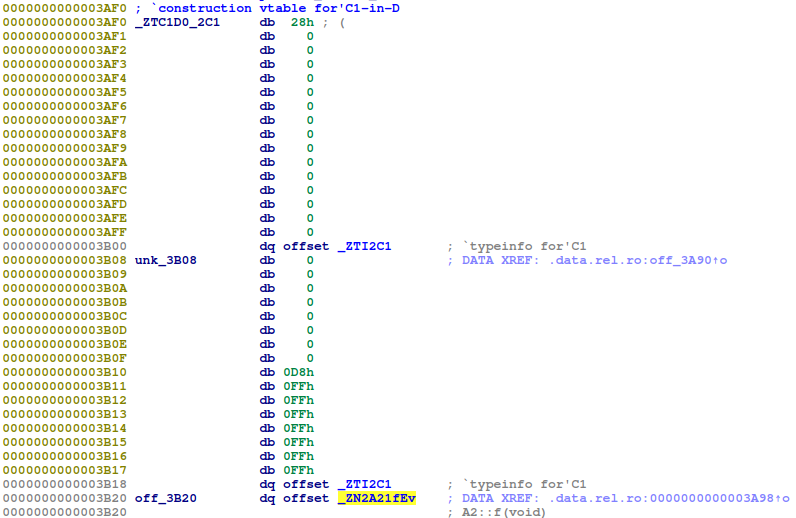 0000000000003AF0 ; `construction vtable for'C1-in-D
0000000000003AF0 _ZTC1D0_2C1 db 28h ; (
0000000000003AF1 db 0
0000000000003AF2 db 0
0000000000003AF3 db 0
0000000000003AF4 db 0
0000000000003AF5 db 0
0000000000003AF6 db 0
0000000000003AF7 db 0
0000000000003AF8 db 0
0000000000003AF9 db 0
0000000000003AFA db 0
0000000000003AFB db 0
0000000000003AFC db 0
0000000000003AFD db 0
0000000000003AFE db 0
0000000000003AFF db 0
0000000000003B00 dq offset _ZTI2C1 ; `typeinfo for'C1
0000000000003B08 unk_3B08 db 0 ; DATA XREF: .data.rel.ro:off_3A90↑o
0000000000003B09 db 0
0000000000003B0A db 0
0000000000003B0B db 0
0000000000003B0C db 0
0000000000003B0D db 0
0000000000003B0E db 0
0000000000003B0F db 0
0000000000003B10 db 0D8h
0000000000003B11 db 0FFh
0000000000003B12 db 0FFh
0000000000003B13 db 0FFh
0000000000003B14 db 0FFh
0000000000003B15 db 0FFh
0000000000003B16 db 0FFh
0000000000003B17 db 0FFh
0000000000003B18 dq offset _ZTI2C1 ; `typeinfo for'C1
0000000000003B20 off_3B20 dq offset _ZN2A21fEv ; DATA XREF: .data.rel.ro:0000000000003A98↑o
0000000000003B20 ; A2::f(void)